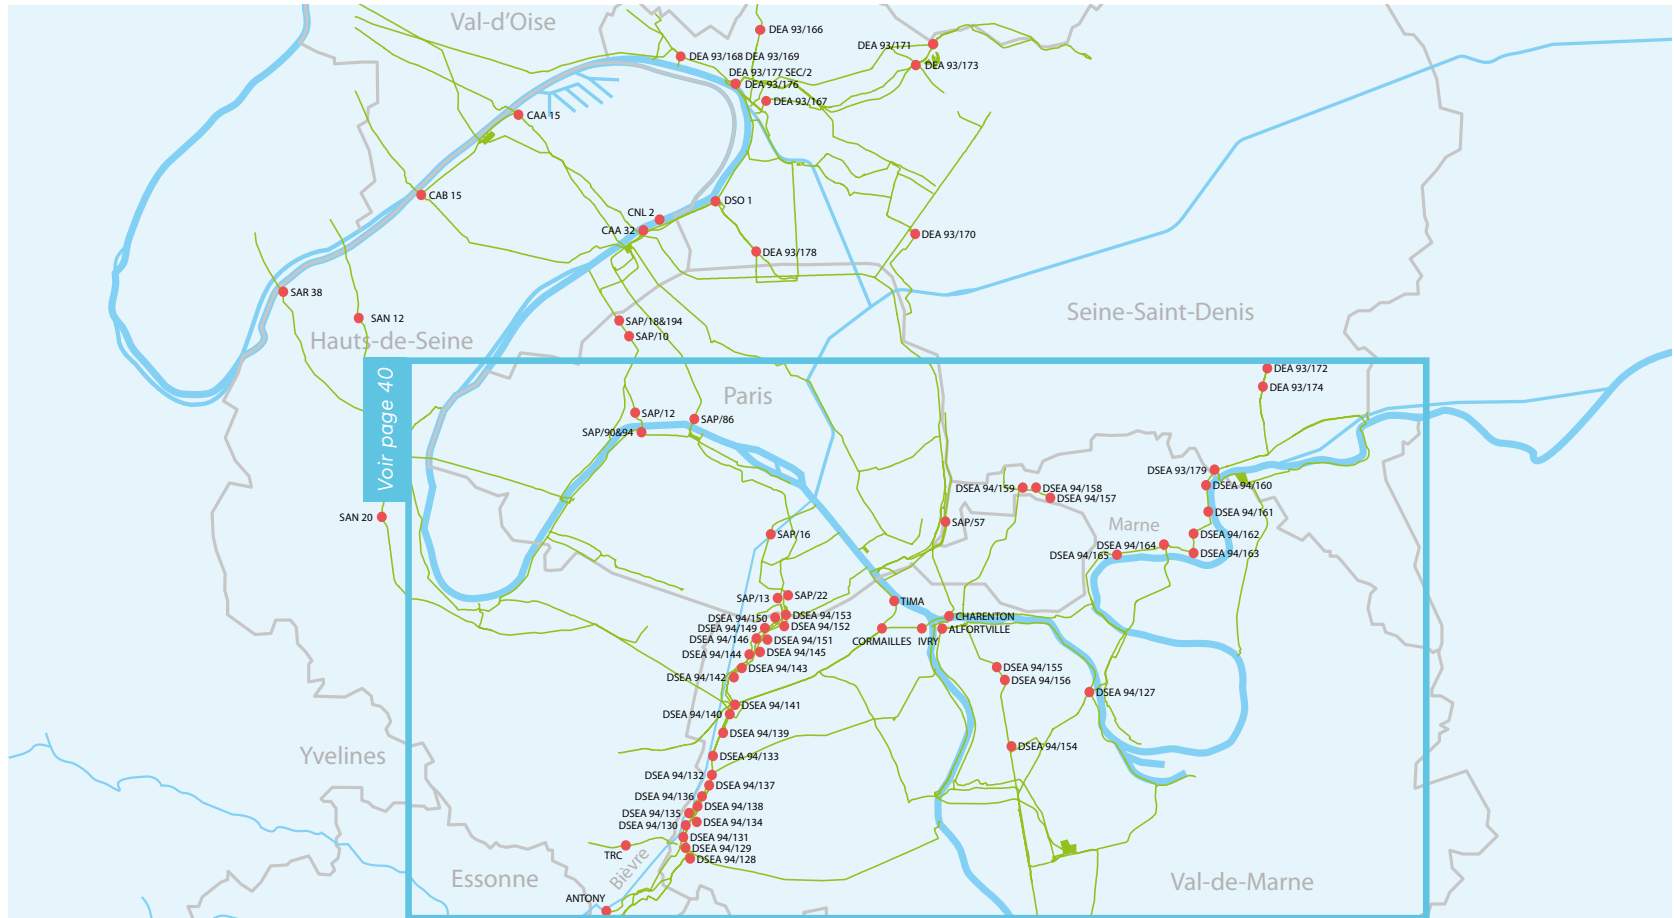 Val-d'Oise
DEA 93/166
DEA 93/171
DEA 93/168 DEA 93/169
DEA 93/173
DEA 93/177 SEC/2
DEA 93/176
DEA 93/167
CAA 15
CAB 15
DSO 1
CNL 2
CAA 32
DEA 93/170
DEA 93/178
SAR 38
SAN 12
Seine-Saint-Denis
SAP/18&194
SAP/10
Hauts-de-Seine
Voir page 40
DEA 93/172
DEA 93/174
Paris
SAP/12
SAP/86
SAP/90&94
DSEA 93/179
DSEA 94/160
DSEA 94/159
DSEA 94/158
DSEA 94/157
DSEA 94/161
SAN 20
SAP/57
Marne
SAP/16
DSEA 94/162
DSEA 94/164
DSEA 94/165
DSEA 94/163
SAP/13
SAP/22
TIMA
DSEA 94/150
DSEA 94/153
CHARENTON
DSEA 94/149
DSEA 94/152
ALFORTVILLE
CORMAILLES
IVRY
DSEA 94/146
DSEA 94/151
DSEA 94/144
DSEA 94/145
DSEA 94/143
DSEA 94/155
DSEA 94/142
DSEA 94/156
DSEA 94/127
DSEA 94/141
DSEA 94/140
DSEA 94/139
DSEA 94/154
Yvelines
DSEA 94/133
DSEA 94/132
DSEA 94/137
DSEA 94/136
DSEA 94/138
DSEA 94/135
DSEA 94/134
DSEA 94/130
DSEA 94/131
DSEA 94/129
TRC
DSEA 94/128
Bièvre
Essonne
Val-de-Marne
ANTONY